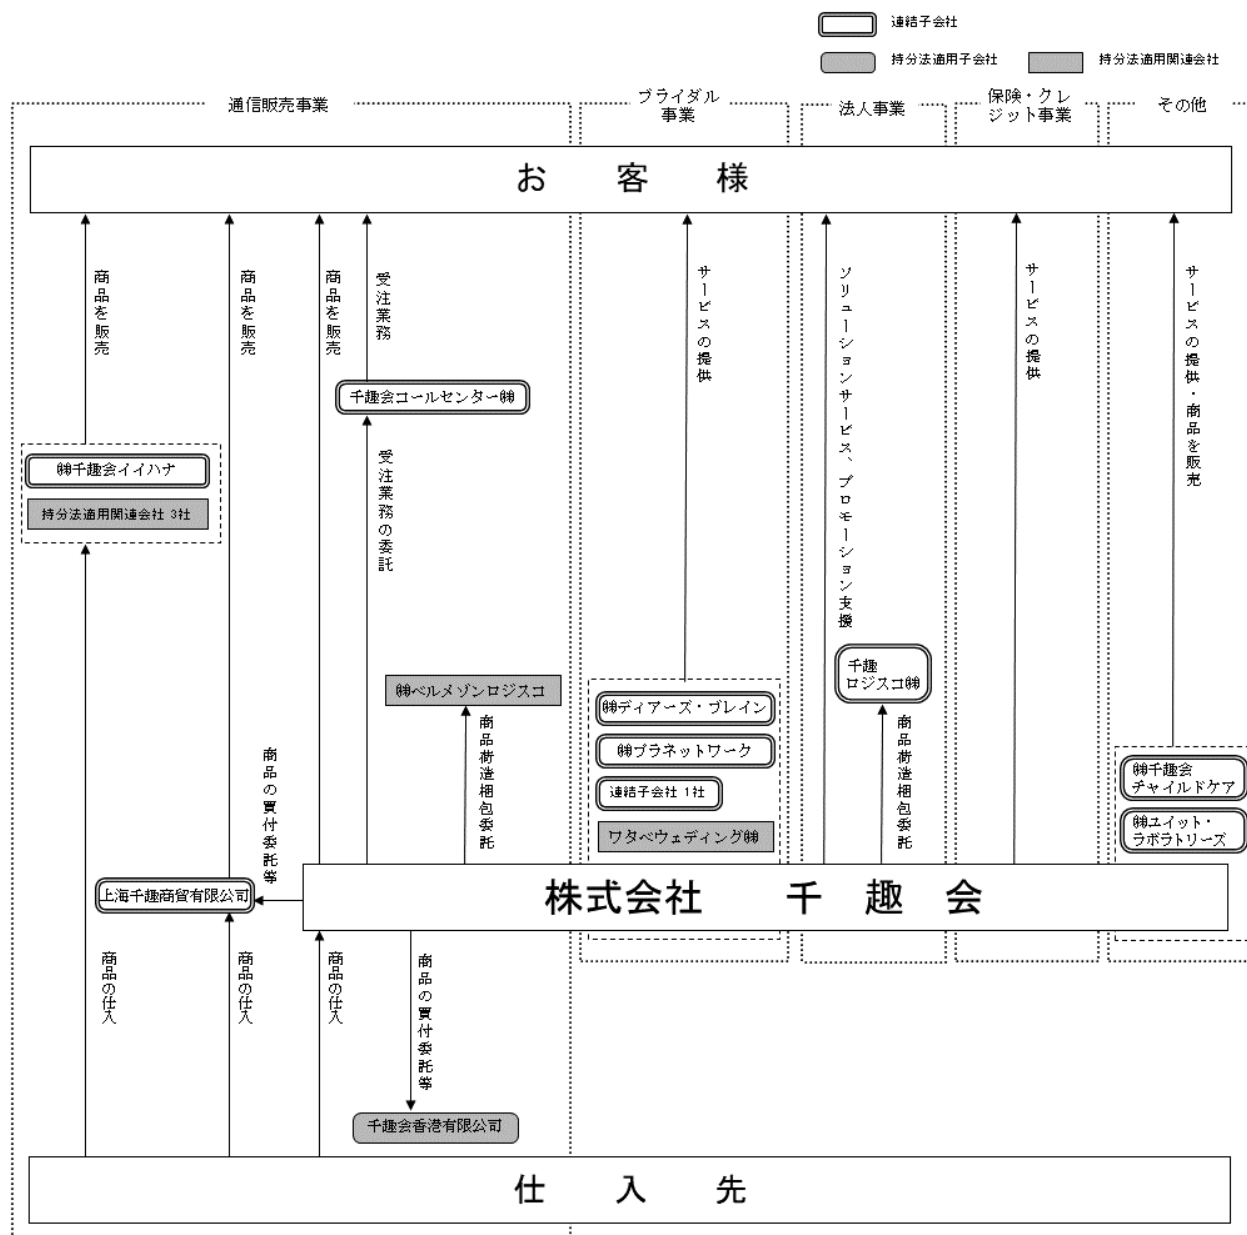 連結子会社
持分法適用子会社
持分法適用関連会社
通信販売事業
ブライダル
事業
法人事業
保険・クレ
ジット事業
その他
お客様
商品を販売
商品を販売
商品を販売
受注業務
サービスの提供
ソリューションサービス、プロモーション支援
サービスの提供
サービスの提供・商品を販売
千趣会コールセンター㈱
㈱千趣会イイハナ
持分法適用関連会社 3社
受注業務の委託
千趣
ロジスコ㈱
㈱ベルメゾンロジスコ
㈱ディアーズ・ブレイン
㈱プラネットワーク
連結子会社 1社
ワタベウェディング㈱
商品荷造梱包委託
商品荷造梱包委託
㈱千趣会
チャイルドケア
㈱ユイット・
ラボラトリーズ
商品の買付委託等
上海千趣商貿有限公司
株式会社 千趣会
商品の仕入
商品の仕入
商品の仕入
商品の買付委託等
千趣会香港有限公司
仕入先